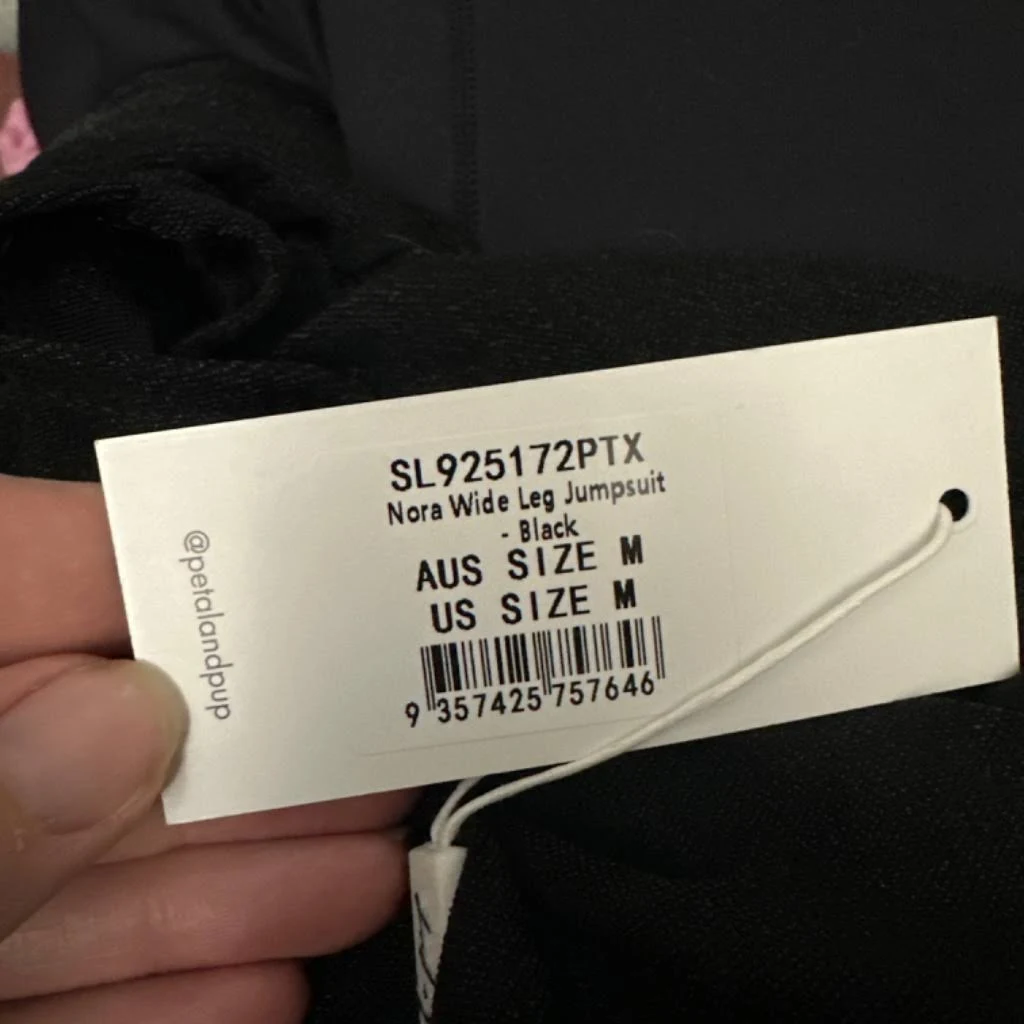 SL925172PTX
Nora Wide Leg Jumpsuit
- Black
AUS SIZE M
US SIZE M
9 357425 757646
@petalandpup